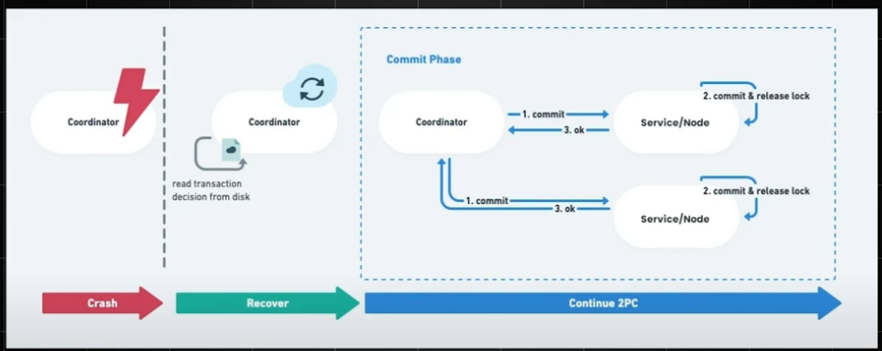 Commit Phase
Coordinator
Coordinator
read transaction
decision from disk
Coordinator
1. commit
3. ok
Service/Node
2. commit & release lock
1. commit
3. ok
Service/Node
2. commit & release lock
Crash
Recover
Continue 2PC